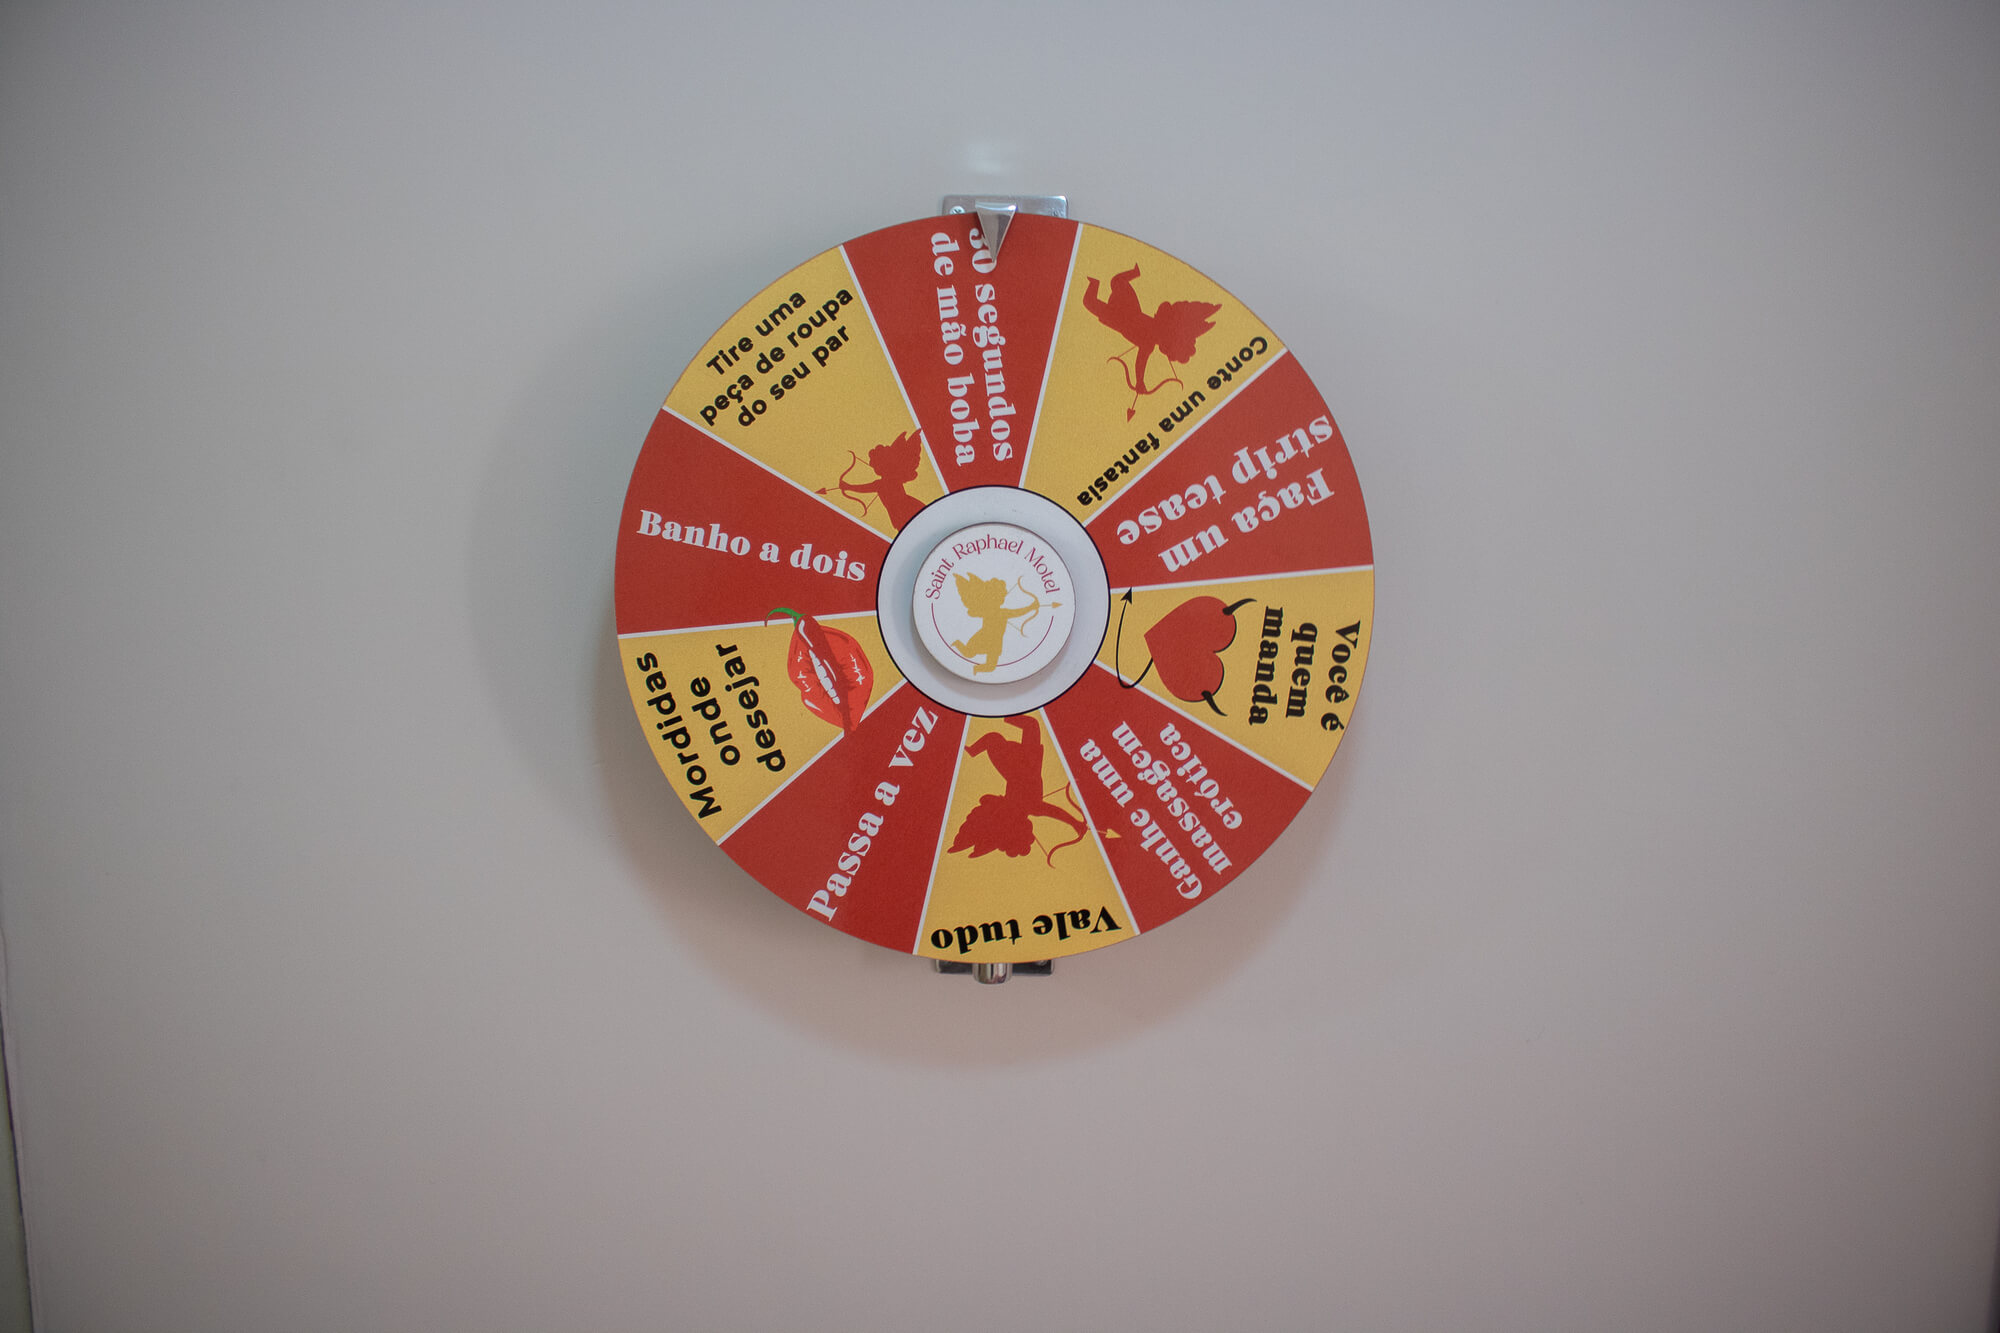 30 segundos
de mão boba
Conte uma fantasia
Faça um
strip tease
Você é
quem
manda
Ganhe uma
massagem
erótica
Vale tudo
Passa a vez
Mordidas
onde
desejar
Banho a dois
Tire uma
peça de roupa
do seu par
Saint Raphael Motel